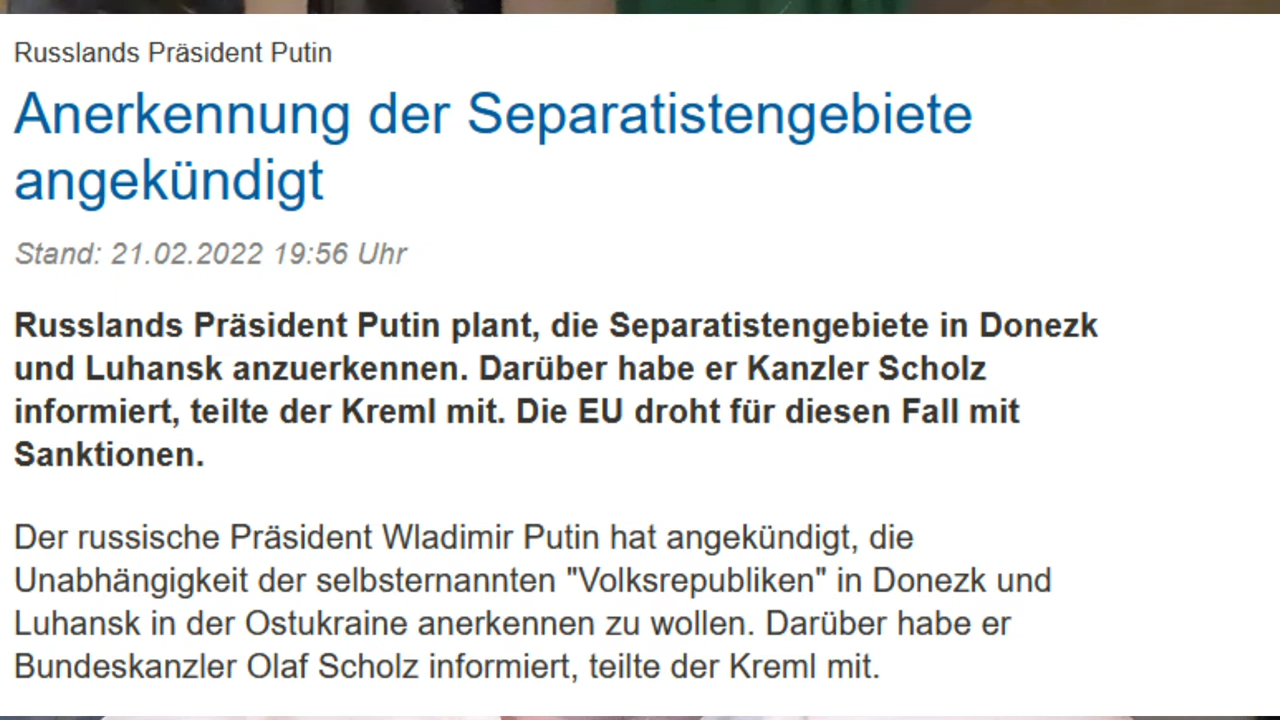 Russlands Präsident Putin
Anerkennung der Separatistengebiete
angekündigt
Stand: 21.02.2022 19:56 Uhr
Russlands Präsident Putin plant, die Separatistengebiete in Donezk
und Luhansk anzuerkennen. Darüber habe er Kanzler Scholz
informiert, teilte der Kreml mit. Die EU droht für diesen Fall mit
Sanktionen.
Der russische Präsident Wladimir Putin hat angekündigt, die
Unabhängigkeit der selbsternannten "Volksrepubliken" in Donezk und
Luhansk in der Ostukraine anerkennen zu wollen. Darüber habe er
Bundeskanzler Olaf Scholz informiert, teilte der Kreml mit.